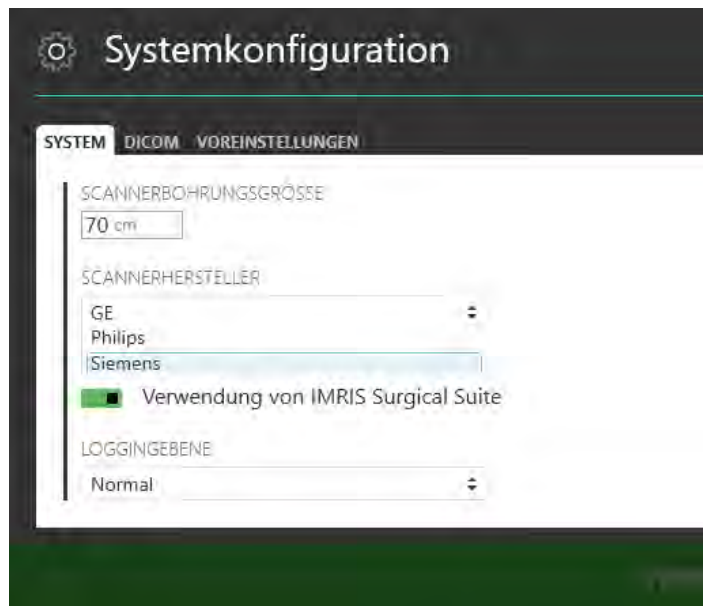 Systemkonfiguration
SYSTEM DICOM VOREINSTELLUNGEN
SCANNERBOHRUNGSGRÖSSE
70 cm
SCANNERHERSTELLER
GE
Philips
Siemens
Verwendung von IMRIS Surgical Suite
LOGGINGEBENE
Normal